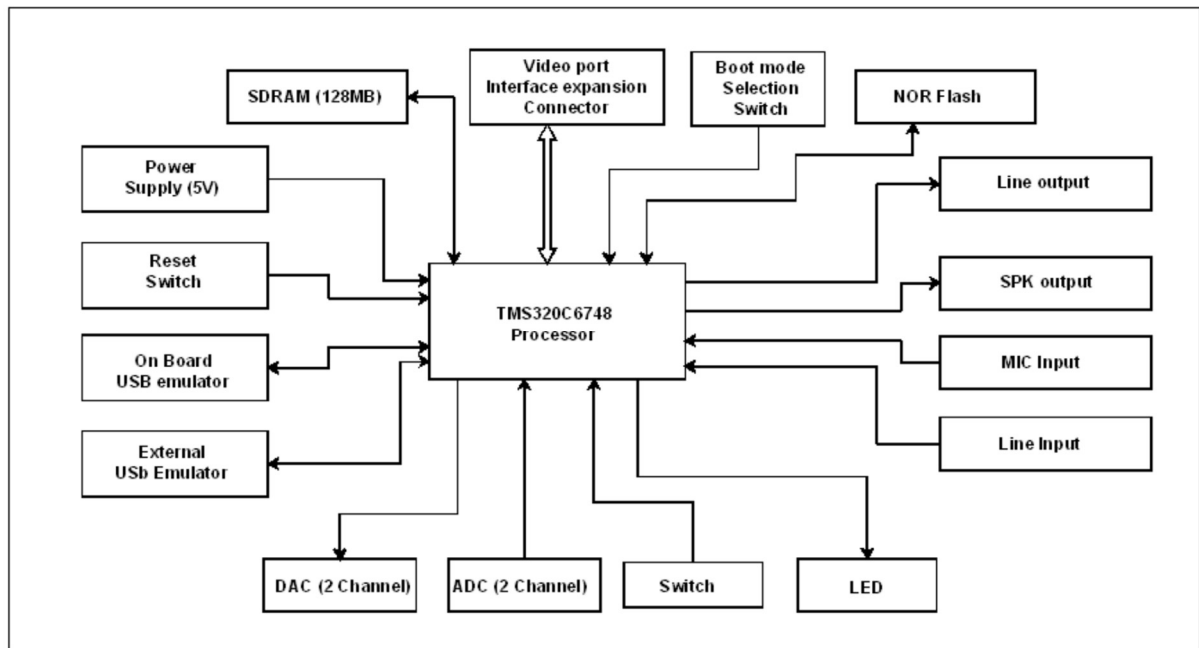 SDRAM (128MB)
Video port
Interface expansion
Connector
Boot mode
Selection
Switch
NOR Flash
Power
Supply (5V)
Line output
Reset
Switch
SPK output
TMS320C6748
Processor
On Board
USB emulator
MIC Input
External
USb Emulator
Line Input
DAC (2 Channel)
ADC (2 Channel)
Switch
LED